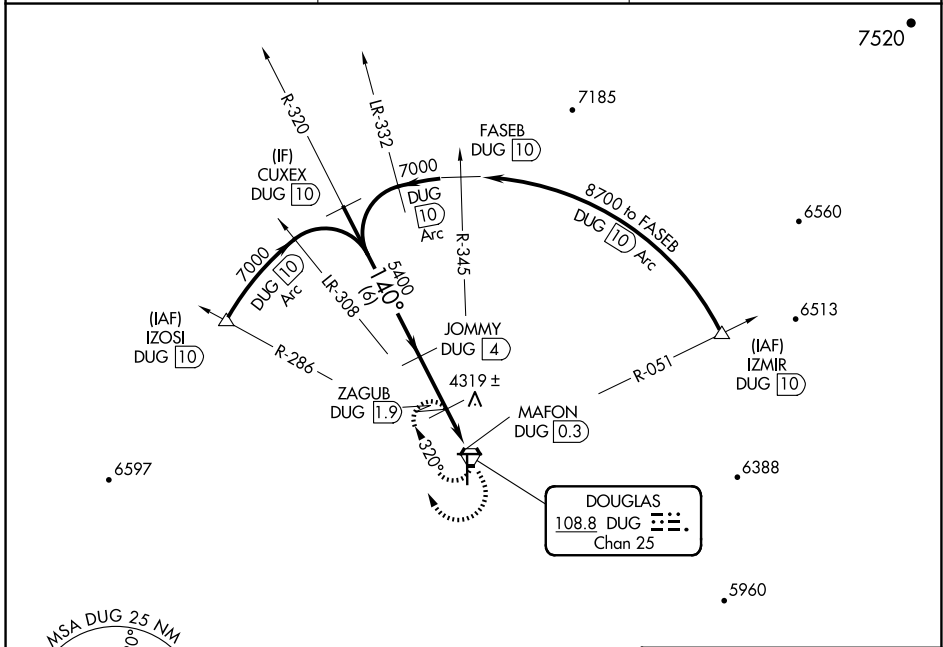 7520
7185
R-320
LR-332
FASEB
DUG 10
(IF)
CUXEX
DUG 10
7000
DUG
10
Arc
8700 to FASEB
DUG 10 Arc
6560
7000
DUG 10
Arc
LR-308
R-345
5400
140°
(6)
6513
(IAF)
IZOSI
DUG 10
R-286
JOMMY
DUG 4
(IAF)
IZMIR
DUG 10
R-051
ZAGUB
DUG 1.9
4319 ±
MAFON
DUG 0.3
320°
6597
6388
DOUGLAS
108.8 DUG
Chan 25
5960
MSA DUG 25 NM